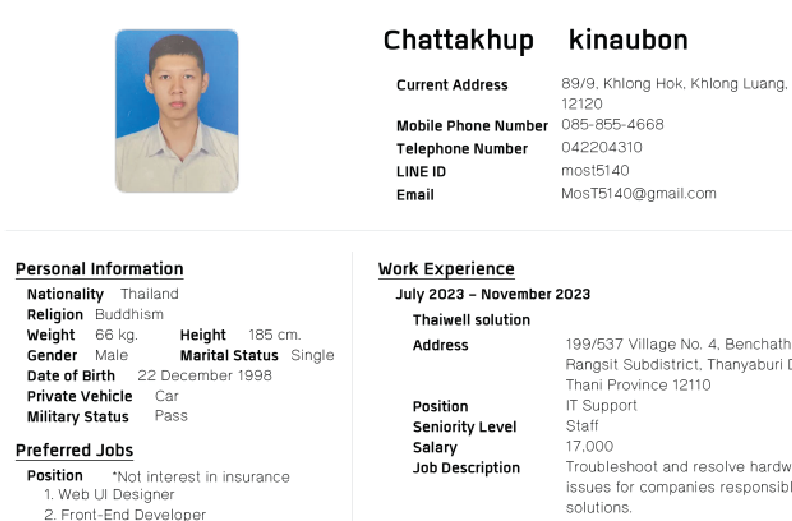 Chattakhup kinaubon
Current Address 89/9, Khlong Hok, Khlong Luang,
12120
Mobile Phone Number 085-855-4668
Telephone Number 042204310
LINE ID most5140
Email MosT5140@gmail.com
Personal Information
Nationality Thailand
Religion Buddhism
Weight 66 kg. Height 185 cm.
Gender Male Marital Status Single
Date of Birth 22 December 1998
Private Vehicle Car
Military Status Pass
Preferred Jobs
Position *Not interest in insurance
1. Web UI Designer
2. Front-End Developer
Work Experience
July 2023 – November 2023
Thaiwell solution
Address 199/537 Village No. 4, Benchath
Rangsit Subdistrict, Thanyaburi D
Thani Province 12110
Position IT Support
Seniority Level Staff
Salary 17,000
Job Description Troubleshoot and resolve hardw
issues for companies responsibl
solutions.